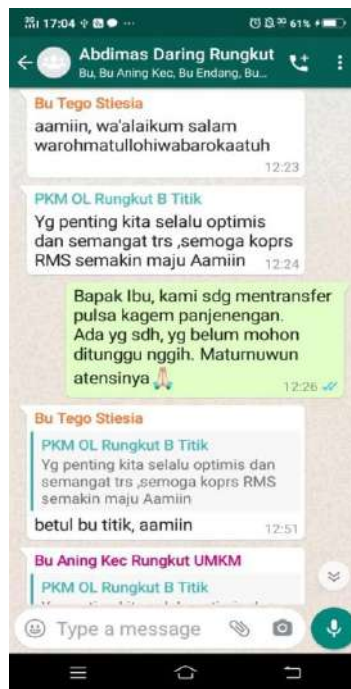 17:04
61%
Abdimas Daring Rungkut
Bu, Bu Aning Kec, Bu Endang, Bu...
Bu Tego Stiesia
aamiin, wa'alaikum salam
warohmatullohiwabarokaatuh
12:23
PKM OL Rungkut B Titik
Yg penting kita selalu optimis
dan semangat trs ,semoga koprs
RMS semakin maju Aamiin
12:24
Bapak Ibu, kami sdg mentransfer
pulsa kagem panjenengan.
Ada yg sdh, yg belum mohon
ditunggu nggih. Maturnuwun
atensinya 🙏
12:26
Bu Tego Stiesia
PKM OL Rungkut B Titik
Yg penting kita selalu optimis dan
semangat trs ,semoga koprs RMS
semakin maju Aamiin
betul bu titik, aamiin
12:51
Bu Aning Kec Rungkut UMKM
PKM OL Rungkut B Titik
Type a message